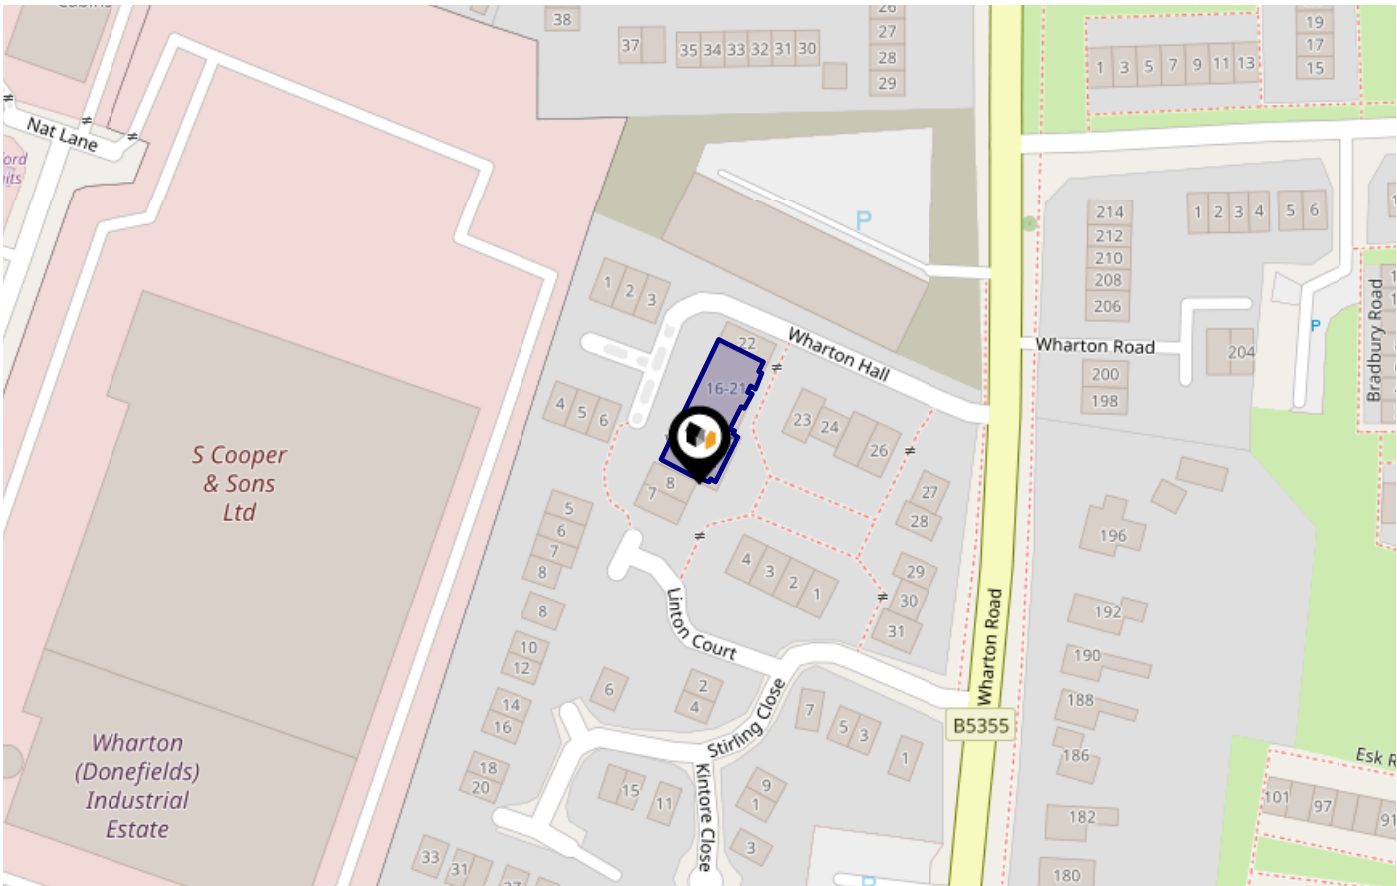 38
37
35 34 33 32 31 30
26
27
28
29
1 3 5 7 9 11 13
19
17
15
Nat Lane
P
214
212
210
208
206
1 2 3 4
5 6
1 2 3
Wharton Hall
22
16-21
Wharton Road
204
200
198
P
Bradbury Road
4 5 6
23 24
26
8
7
27
28
S Cooper
& Sons
Ltd
5
6
7
8
8
10
12
14
16
18
20
4 3 2 1
29
30
31
196
192
190
188
186
182
180
Linton Court
Wharton Road
B5355
6
2
4
7
5 3
1
Stirling Close
Kintore Close
15
11
9
1
3
33
31
Wharton
(Donefields)
Industrial
Estate
Esk R
101
97
91
P